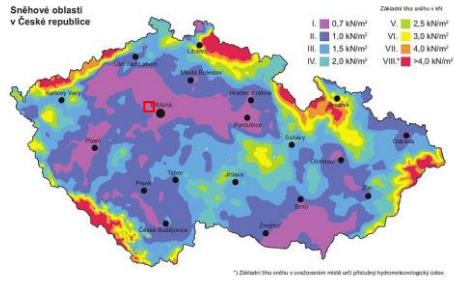 Sněhové oblasti
v České republice
Základní tíha sněhu v kN
I. 0,7 kN/m²
II. 1,0 kN/m²
III. 1,5 kN/m²
IV. 2,0 kN/m²
V. 2,5 kN/m²
VI. 3,0 kN/m²
VII. 4,0 kN/m²
VIII.* >4,0 kN/m²
Liberec
Ústí nad Labem
Mladá Boleslav
Karlovy Vary
Hradec Králové
Jeseník
PRAHA
Pardubice
Plzeň
Svitavy
Ostrava
Olomouc
Tábor
Jihlava
Písek
Zlín
Brno
České Budějovice
Znojmo
*) Základní tíhu sněhu v uvažovaném místě určí příslušný hydrometeorologický ústav.